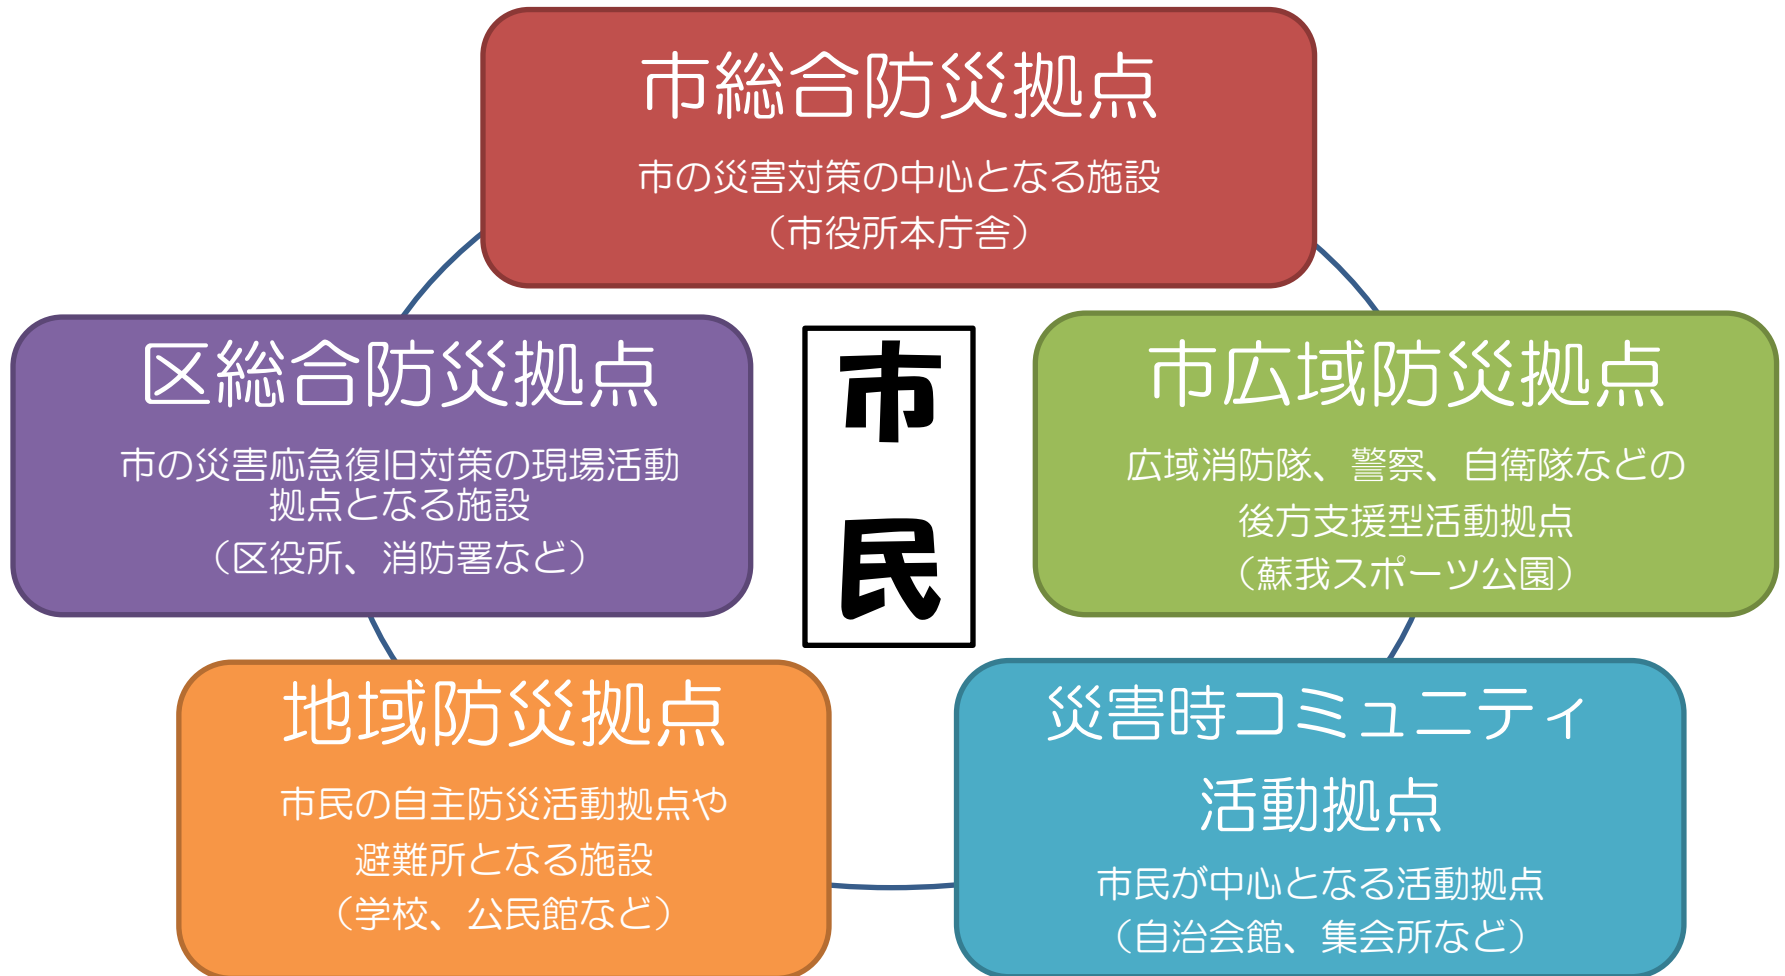 市総合防災拠点
市の災害対策の中心となる施設
（市役所本庁舎）
区総合防災拠点
市の災害応急復旧対策の現場活動
拠点となる施設
（区役所、消防署など）
市
民
市広域防災拠点
広域消防隊、警察、自衛隊などの
後方支援型活動拠点
（蘇我スポーツ公園）
地域防災拠点
市民の自主防災活動拠点や
避難所となる施設
（学校、公民館など）
災害時コミュニティ
活動拠点
市民が中心となる活動拠点
（自治会館、集会所など）